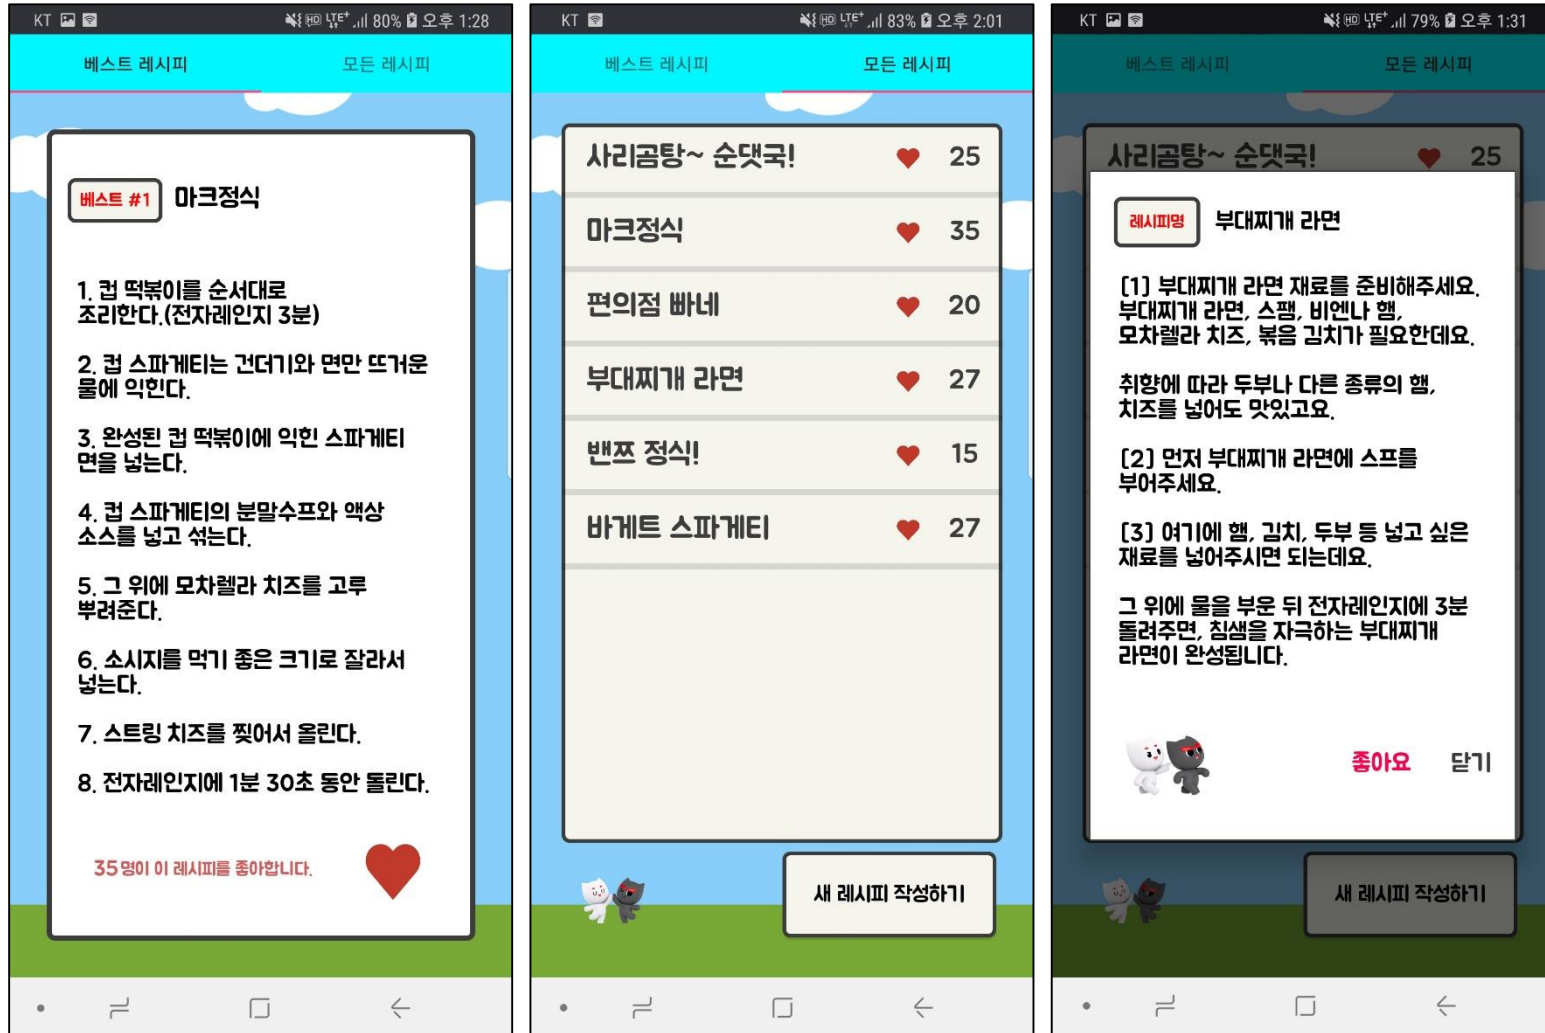 KT HD LTE+ 80% 오후 1:28
베스트 레시피 모든 레시피
베스트 #1 마크정식
1. 컵 떡볶이를 순서대로
조리한다.(전자레인지 3분)
2. 컵 스파게티는 건더기와 면만 뜨거운
물에 익힌다.
3. 완성된 컵 떡볶이에 익힌 스파게티
면을 넣는다.
4. 컵 스파게티의 분말수프와 액상
소스를 넣고 섞는다.
5. 그 위에 모차렐라 치즈를 고루
뿌려준다.
6. 소시지를 먹기 좋은 크기로 잘라서
넣는다.
7. 스트링 치즈를 찢어서 올린다.
8. 전자레인지에 1분 30초 동안 돌린다.
35명이 이 레시피를 좋아합니다.
KT HD LTE+ 83% 오후 2:01
베스트 레시피 모든 레시피
사리곰탕~ 순댓국! 25
마크정식 35
편의점 빠네 20
부대찌개 라면 27
밴쯔 정식! 15
바게트 스파게티 27
새 레시피 작성하기
KT HD LTE+ 79% 오후 1:31
베스트 레시피 모든 레시피
사리곰탕~ 순댓국! 25
레시피명 부대찌개 라면
[1] 부대찌개 라면 재료를 준비해주세요.
부대찌개 라면, 스팸, 비엔나 햄,
모차렐라 치즈, 볶음 김치가 필요한데요.
취향에 따라 두부나 다른 종류의 햄,
치즈를 넣어도 맛있고요.
[2] 먼저 부대찌개 라면에 스프를
부어주세요.
[3] 여기에 햄, 김치, 두부 등 넣고 싶은
재료를 넣어주시면 되는데요.
그 위에 물을 부운 뒤 전자레인지에 3분
돌려주면, 침샘을 자극하는 부대찌개
라면이 완성됩니다.
좋아요 닫기
새 레시피 작성하기